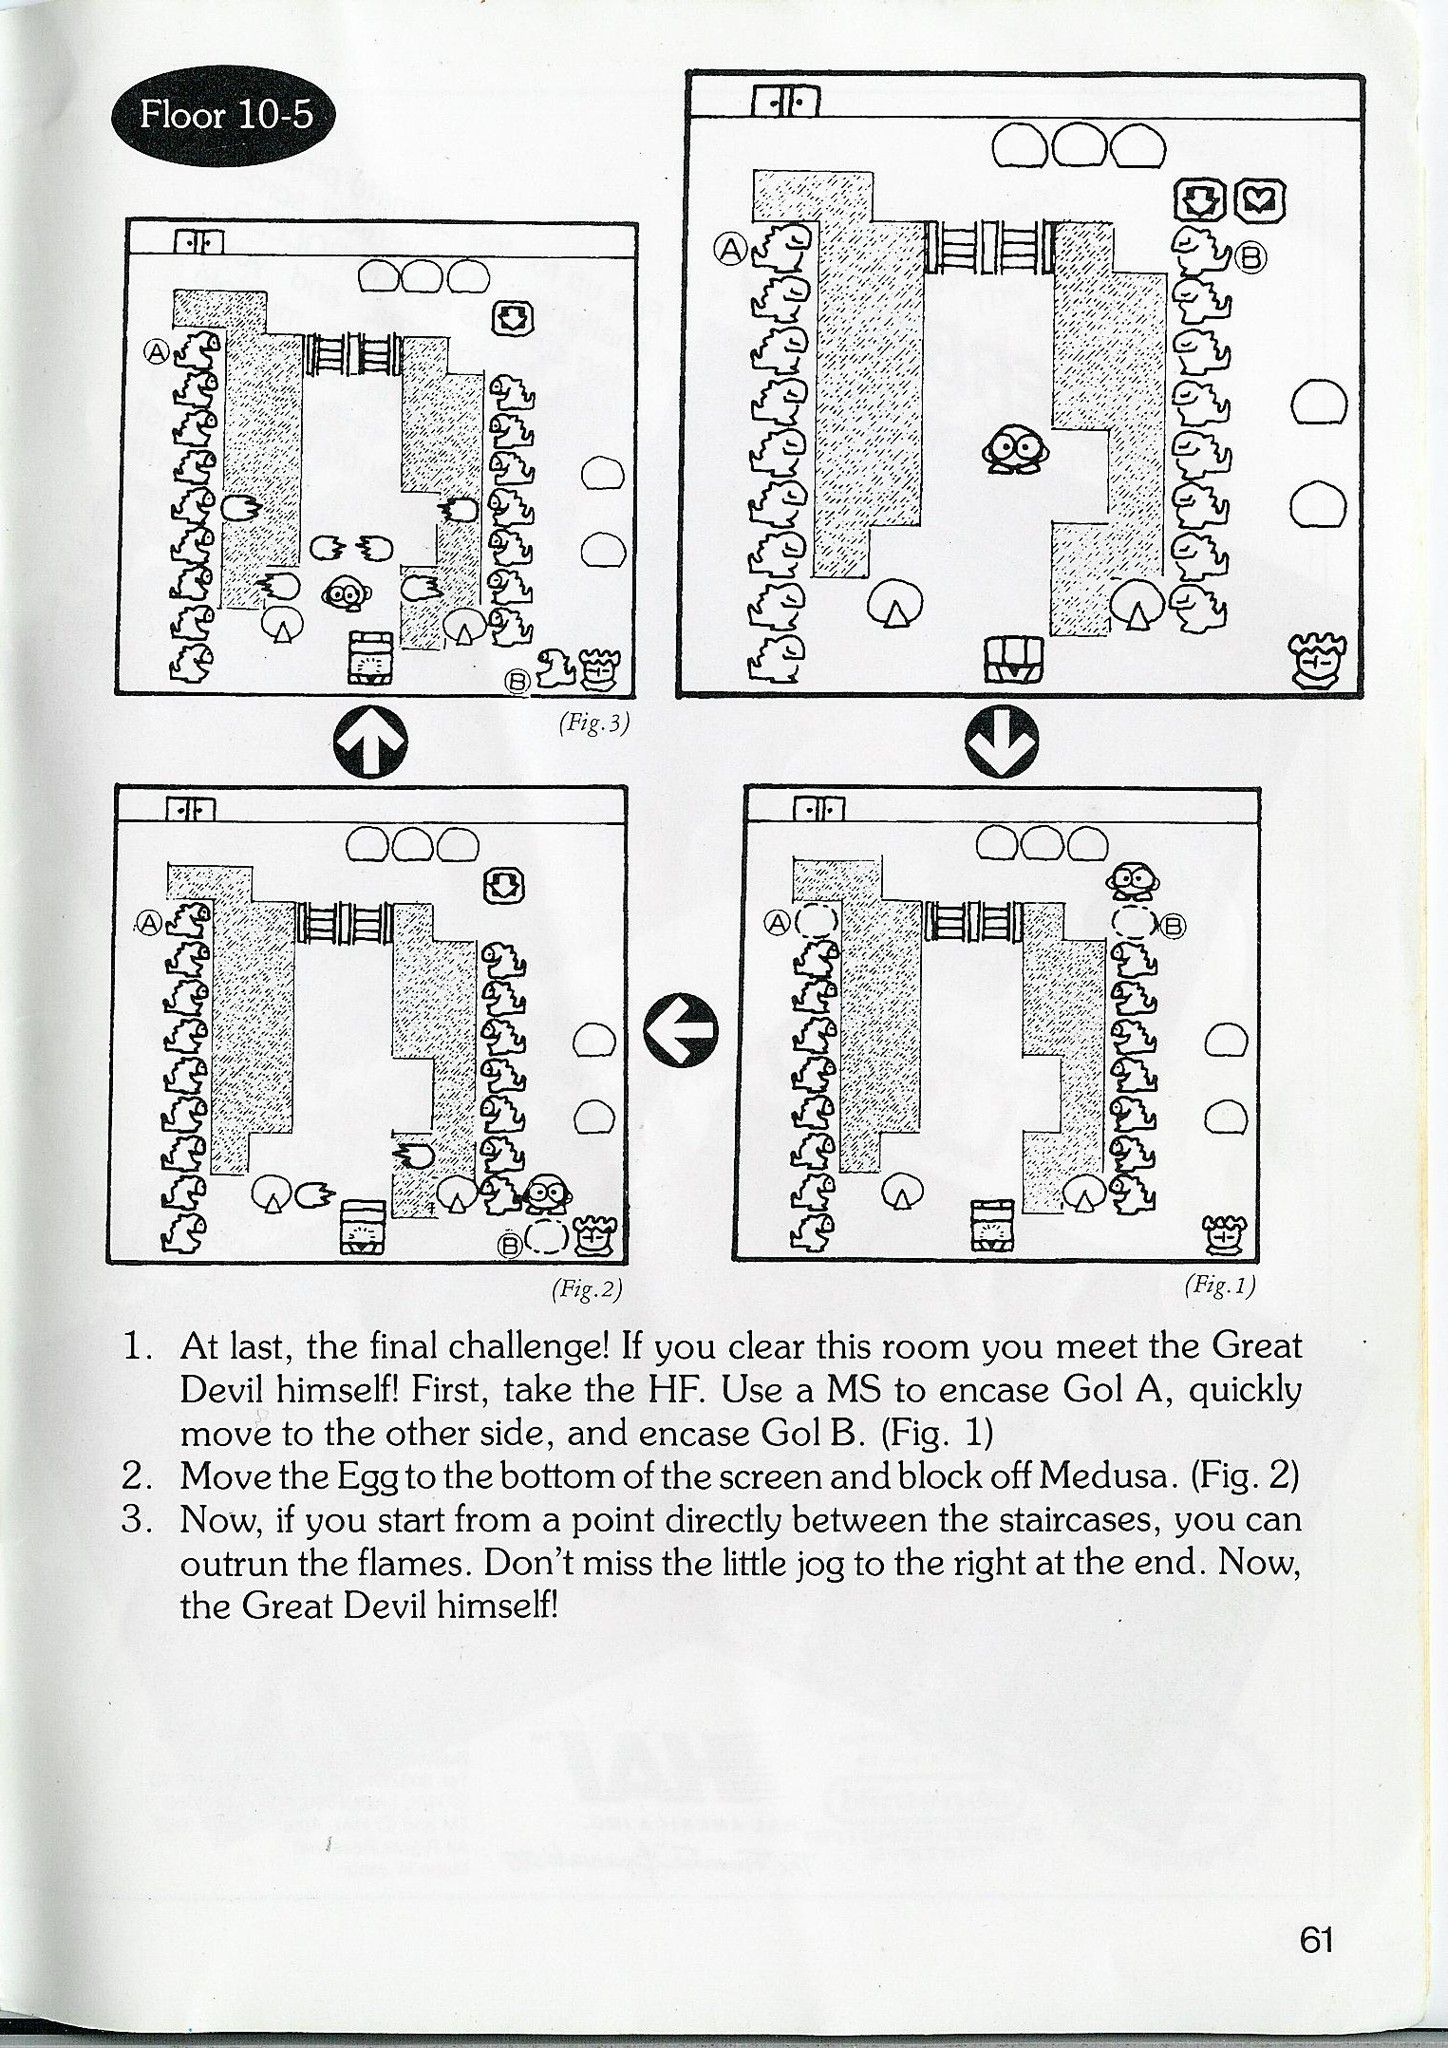 Floor 10-5
A
B
A
B
(Fig.3)
A
B
A
B
(Fig.2)
(Fig.1)
1. At last, the final challenge! If you clear this room you meet the Great
Devil himself! First, take the HF. Use a MS to encase Gol A, quickly
move to the other side, and encase Gol B. (Fig. 1)
2. Move the Egg to the bottom of the screen and block off Medusa. (Fig. 2)
3. Now, if you start from a point directly between the staircases, you can
outrun the flames. Don't miss the little jog to the right at the end. Now,
the Great Devil himself!
61